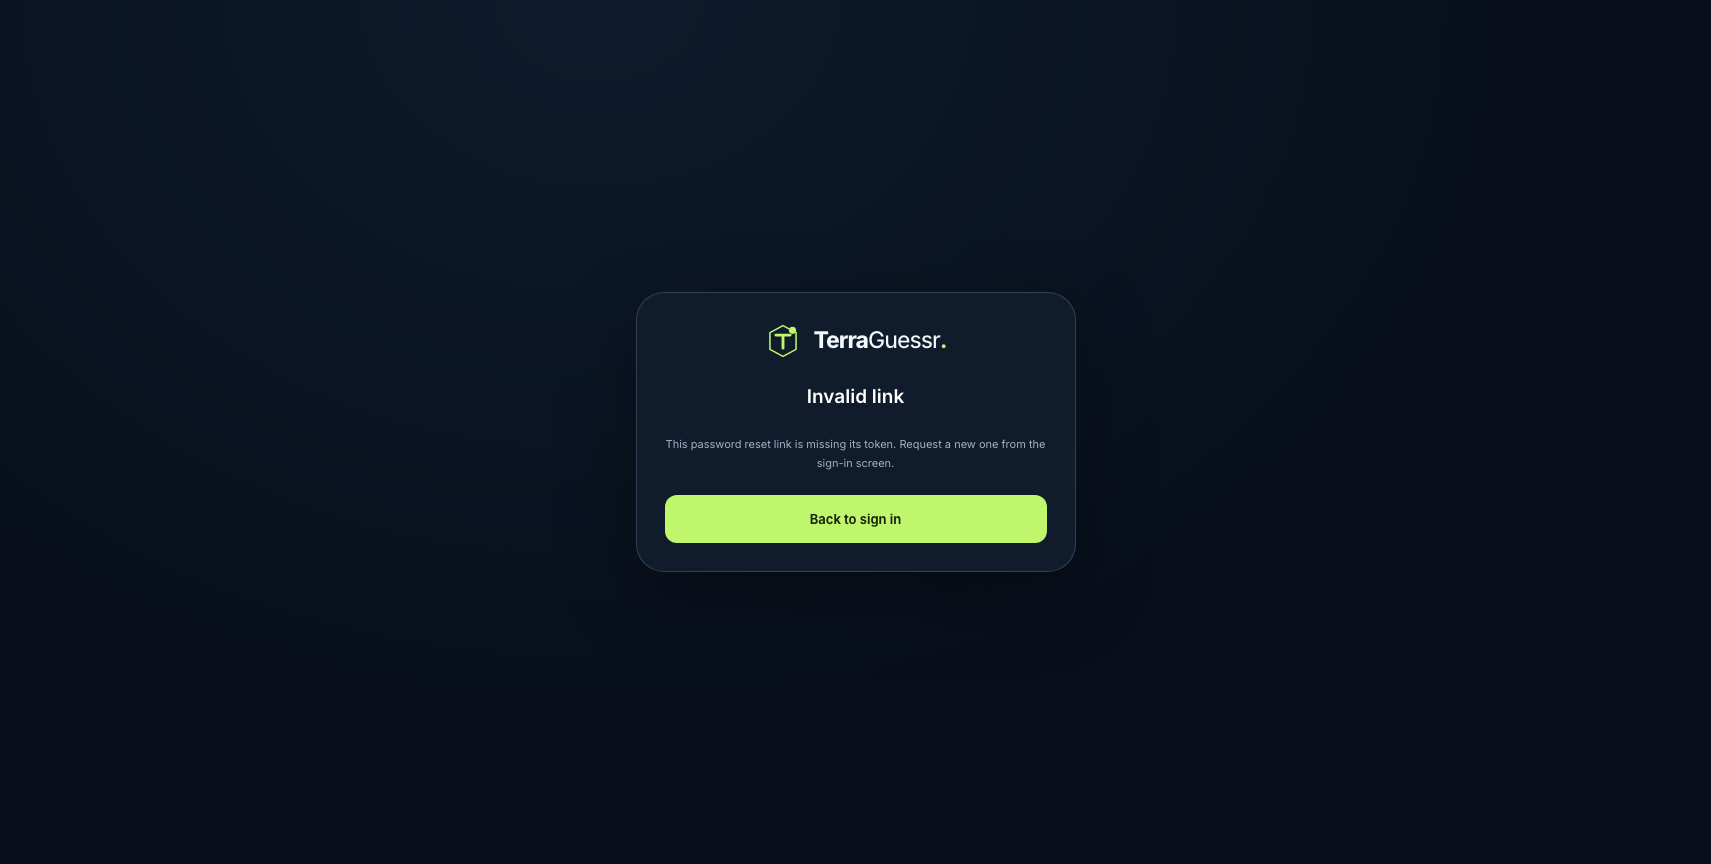 TerraGuessr.
Invalid link
This password reset link is missing its token. Request a new one from the
sign-in screen.
Back to sign in